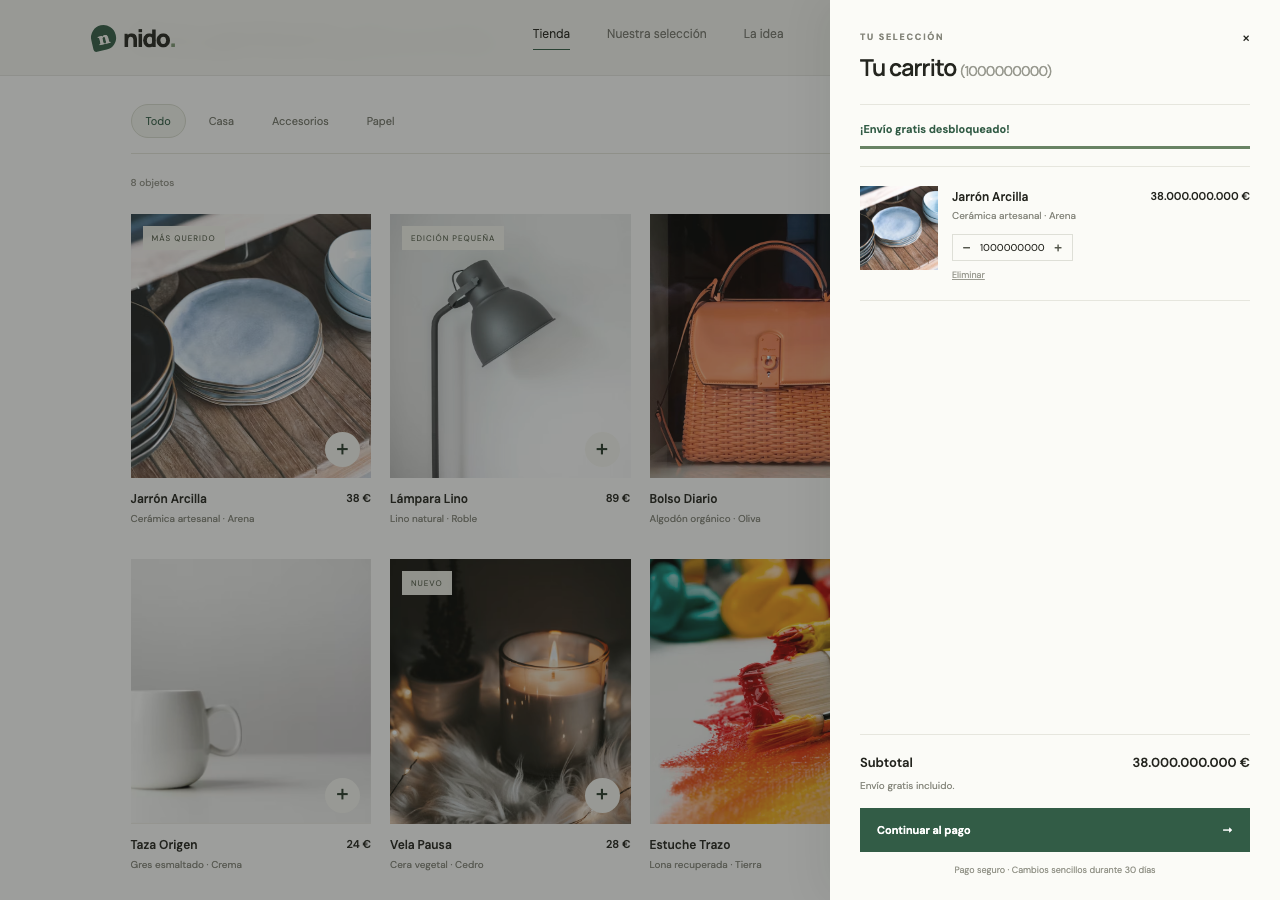 n nido.
Tienda
Nuestra selección
La idea
Todo
Casa
Accesorios
Papel
8 objetos
MÁS QUERIDO
+
Jarrón Arcilla
38 €
Cerámica artesanal · Arena
EDICIÓN PEQUEÑA
+
Lámpara Lino
89 €
Lino natural · Roble
Bolso Diario
Algodón orgánico · Oliva
+
Taza Origen
24 €
Gres esmaltado · Crema
NUEVO
+
Vela Pausa
28 €
Cera vegetal · Cedro
Estuche Trazo
Lona recuperada · Tierra
TU SELECCIÓN
×
Tu carrito (1000000000)
¡Envío gratis desbloqueado!
Jarrón Arcilla
38.000.000.000 €
Cerámica artesanal · Arena
− 1000000000 +
Eliminar
Subtotal
38.000.000.000 €
Envío gratis incluido.
Continuar al pago →
Pago seguro · Cambios sencillos durante 30 días